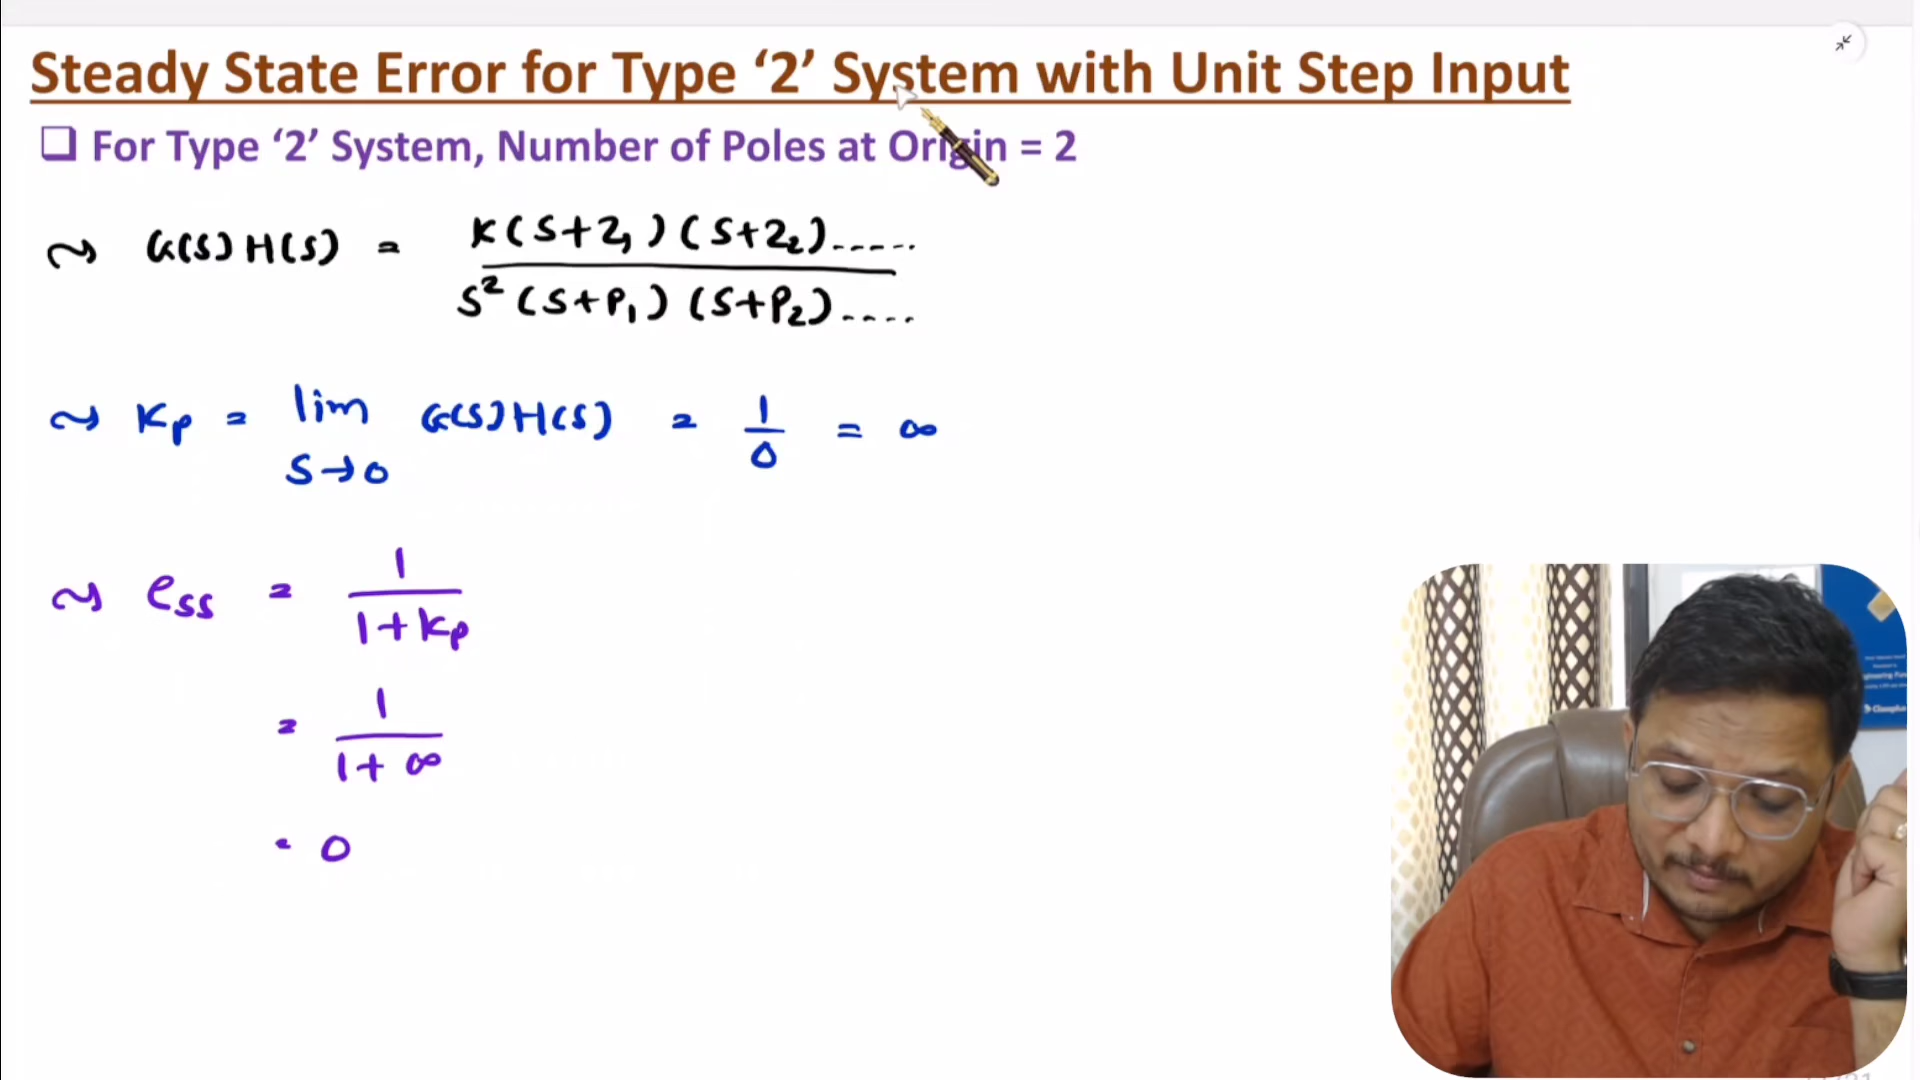 Steady State Error for Type ‘2’ System with Unit Step Input
❑ For Type ‘2’ System, Number of Poles at Origin = 2
~ G(S)H(S) = K(S+Z₁)(S+Z₂)..... / S²(S+P₁)(S+P₂)....
~ Kp = lim S→0 G(S)H(S) = 1/0 = ∞
~ ess = 1/(1+Kp)
= 1/(1+∞)
= 0